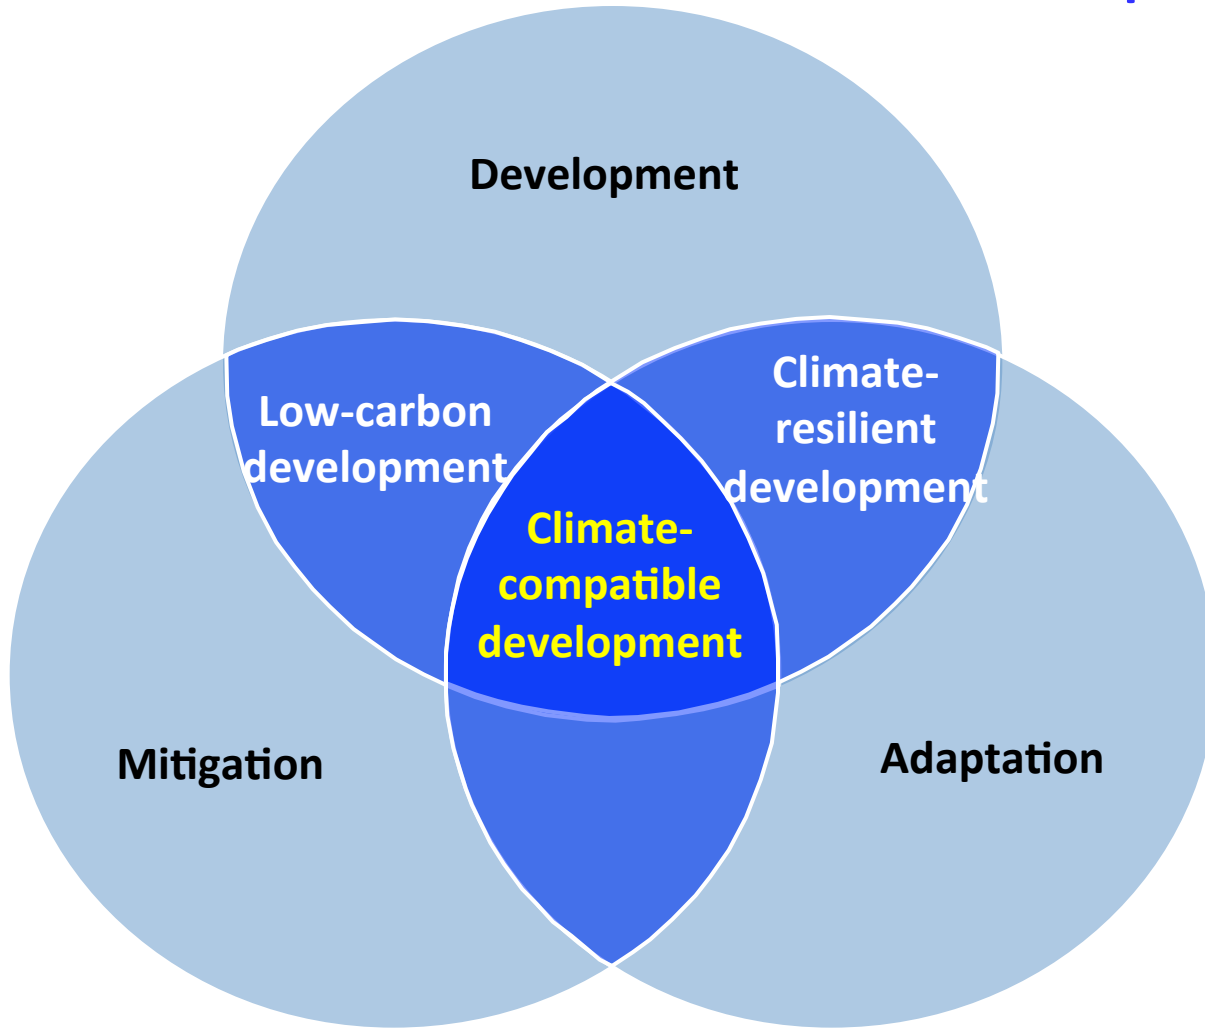 Development
Low-carbon
development
Climate-
resilient
development
Climate-
compatible
development
Mitigation
Adaptation